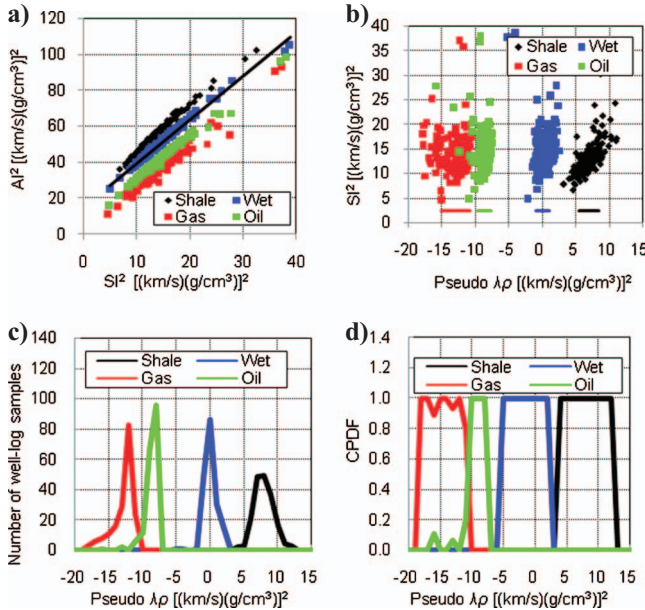 a)
120
100
80
60
40
20
0
AI² [(km/s)(g/cm³)]²
Shale Wet
Gas Oil
0 10 20 30 40
SI² [(km/s)(g/cm³)]²
b)
40
35
30
25
20
15
10
5
0
SI² [(km/s)(g/cm³)]²
Shale Wet
Gas Oil
-20 -15 -10 -5 0 5 10 15
Pseudo λρ [(km/s)(g/cm³)]²
c)
140
120
100
80
60
40
20
0
Number of well-log samples
Shale Wet
Gas Oil
-20 -15 -10 -5 0 5 10 15
Pseudo λρ [(km/s)(g/cm³)]²
d)
1.4
1.2
1.0
0.8
0.6
0.4
0.2
0.0
CPDF
Shale Wet
Gas Oil
-20 -15 -10 -5 0 5 10 15
Pseudo λρ [(km/s)(g/cm³)]²